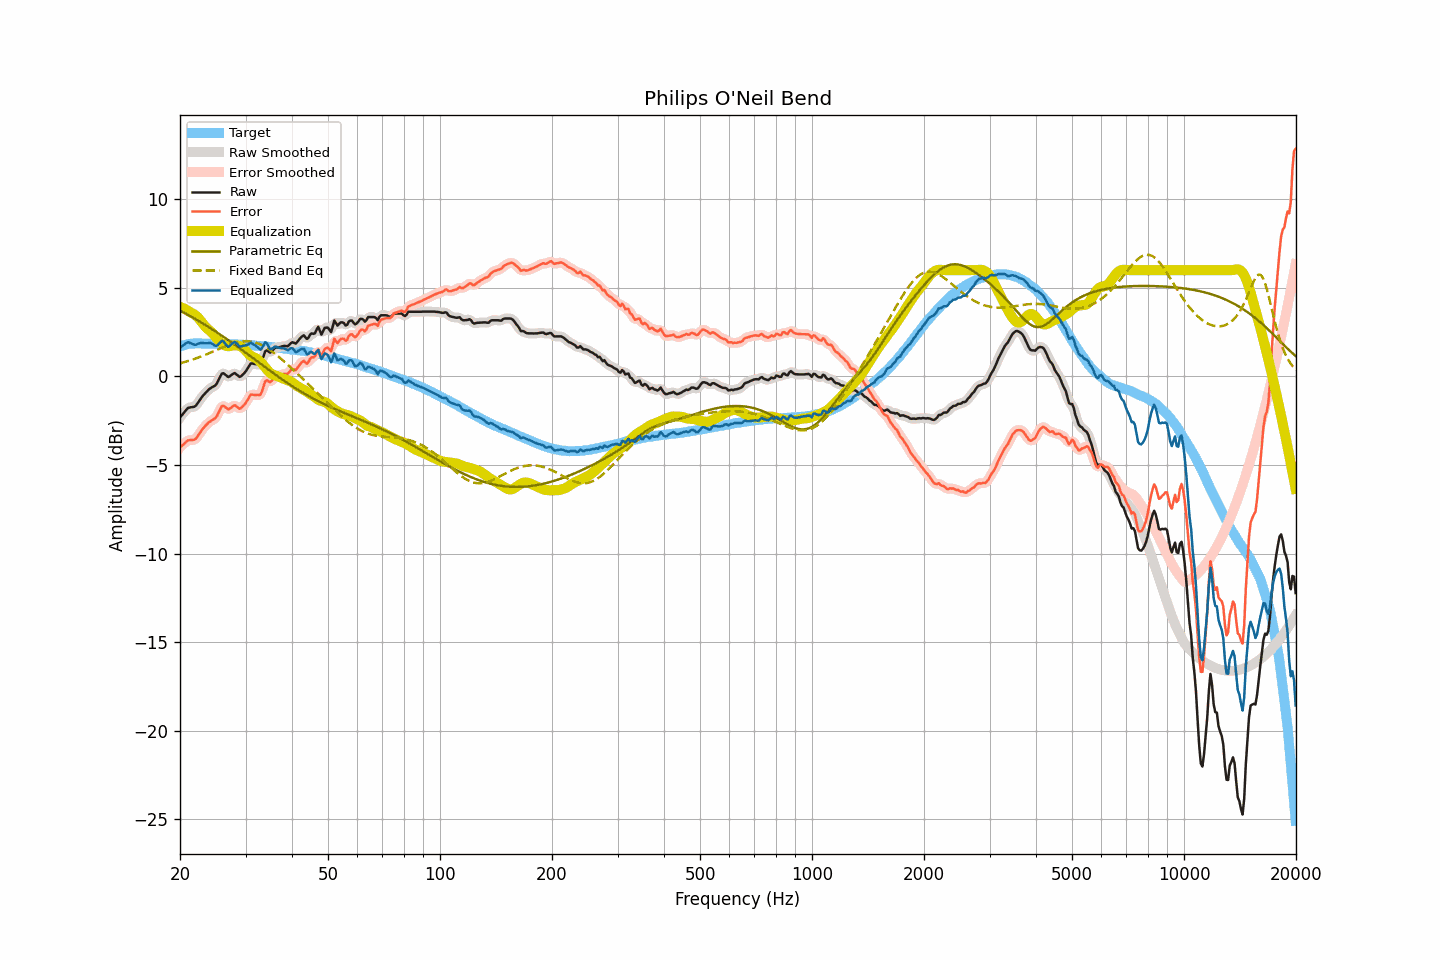 Philips O'Neil Bend
Target
Raw Smoothed
Error Smoothed
Raw
Error
Equalization
Parametric Eq
Fixed Band Eq
Equalized
10
5
0
−5
−10
−15
−20
−25
Amplitude (dBr)
20 50 100 200 500 1000 2000 5000 10000 20000
Frequency (Hz)